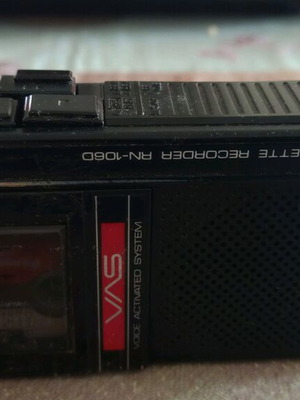 ETTE RECORDER RN-106D
VAS
VOICE ACTIVATED SYSTEM